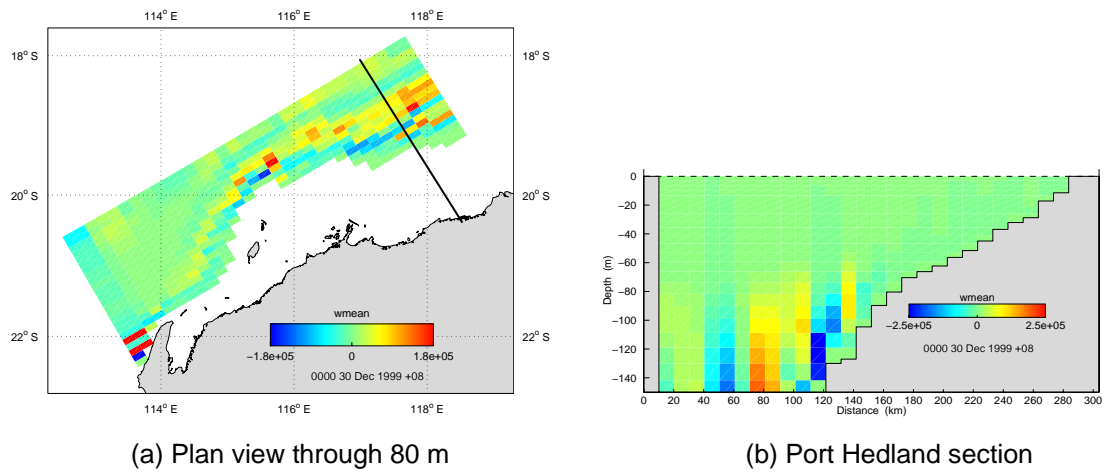 114° E 116° E 118° E
18° S 18° S
20° S 20° S
22° S 22° S
wmean
−1.8e+05 0 1.8e+05
0000 30 Dec 1999 +08
114° E 116° E 118° E
(a) Plan view through 80 m
0
−20
−40
−60
−80
−100
−120
−140
Depth (m)
wmean
−2.5e+05 0 2.5e+05
0000 30 Dec 1999 +08
0 20 40 60 80 100 120 140 160 180 200 220 240 260 280 300
Distance (km)
(b) Port Hedland section